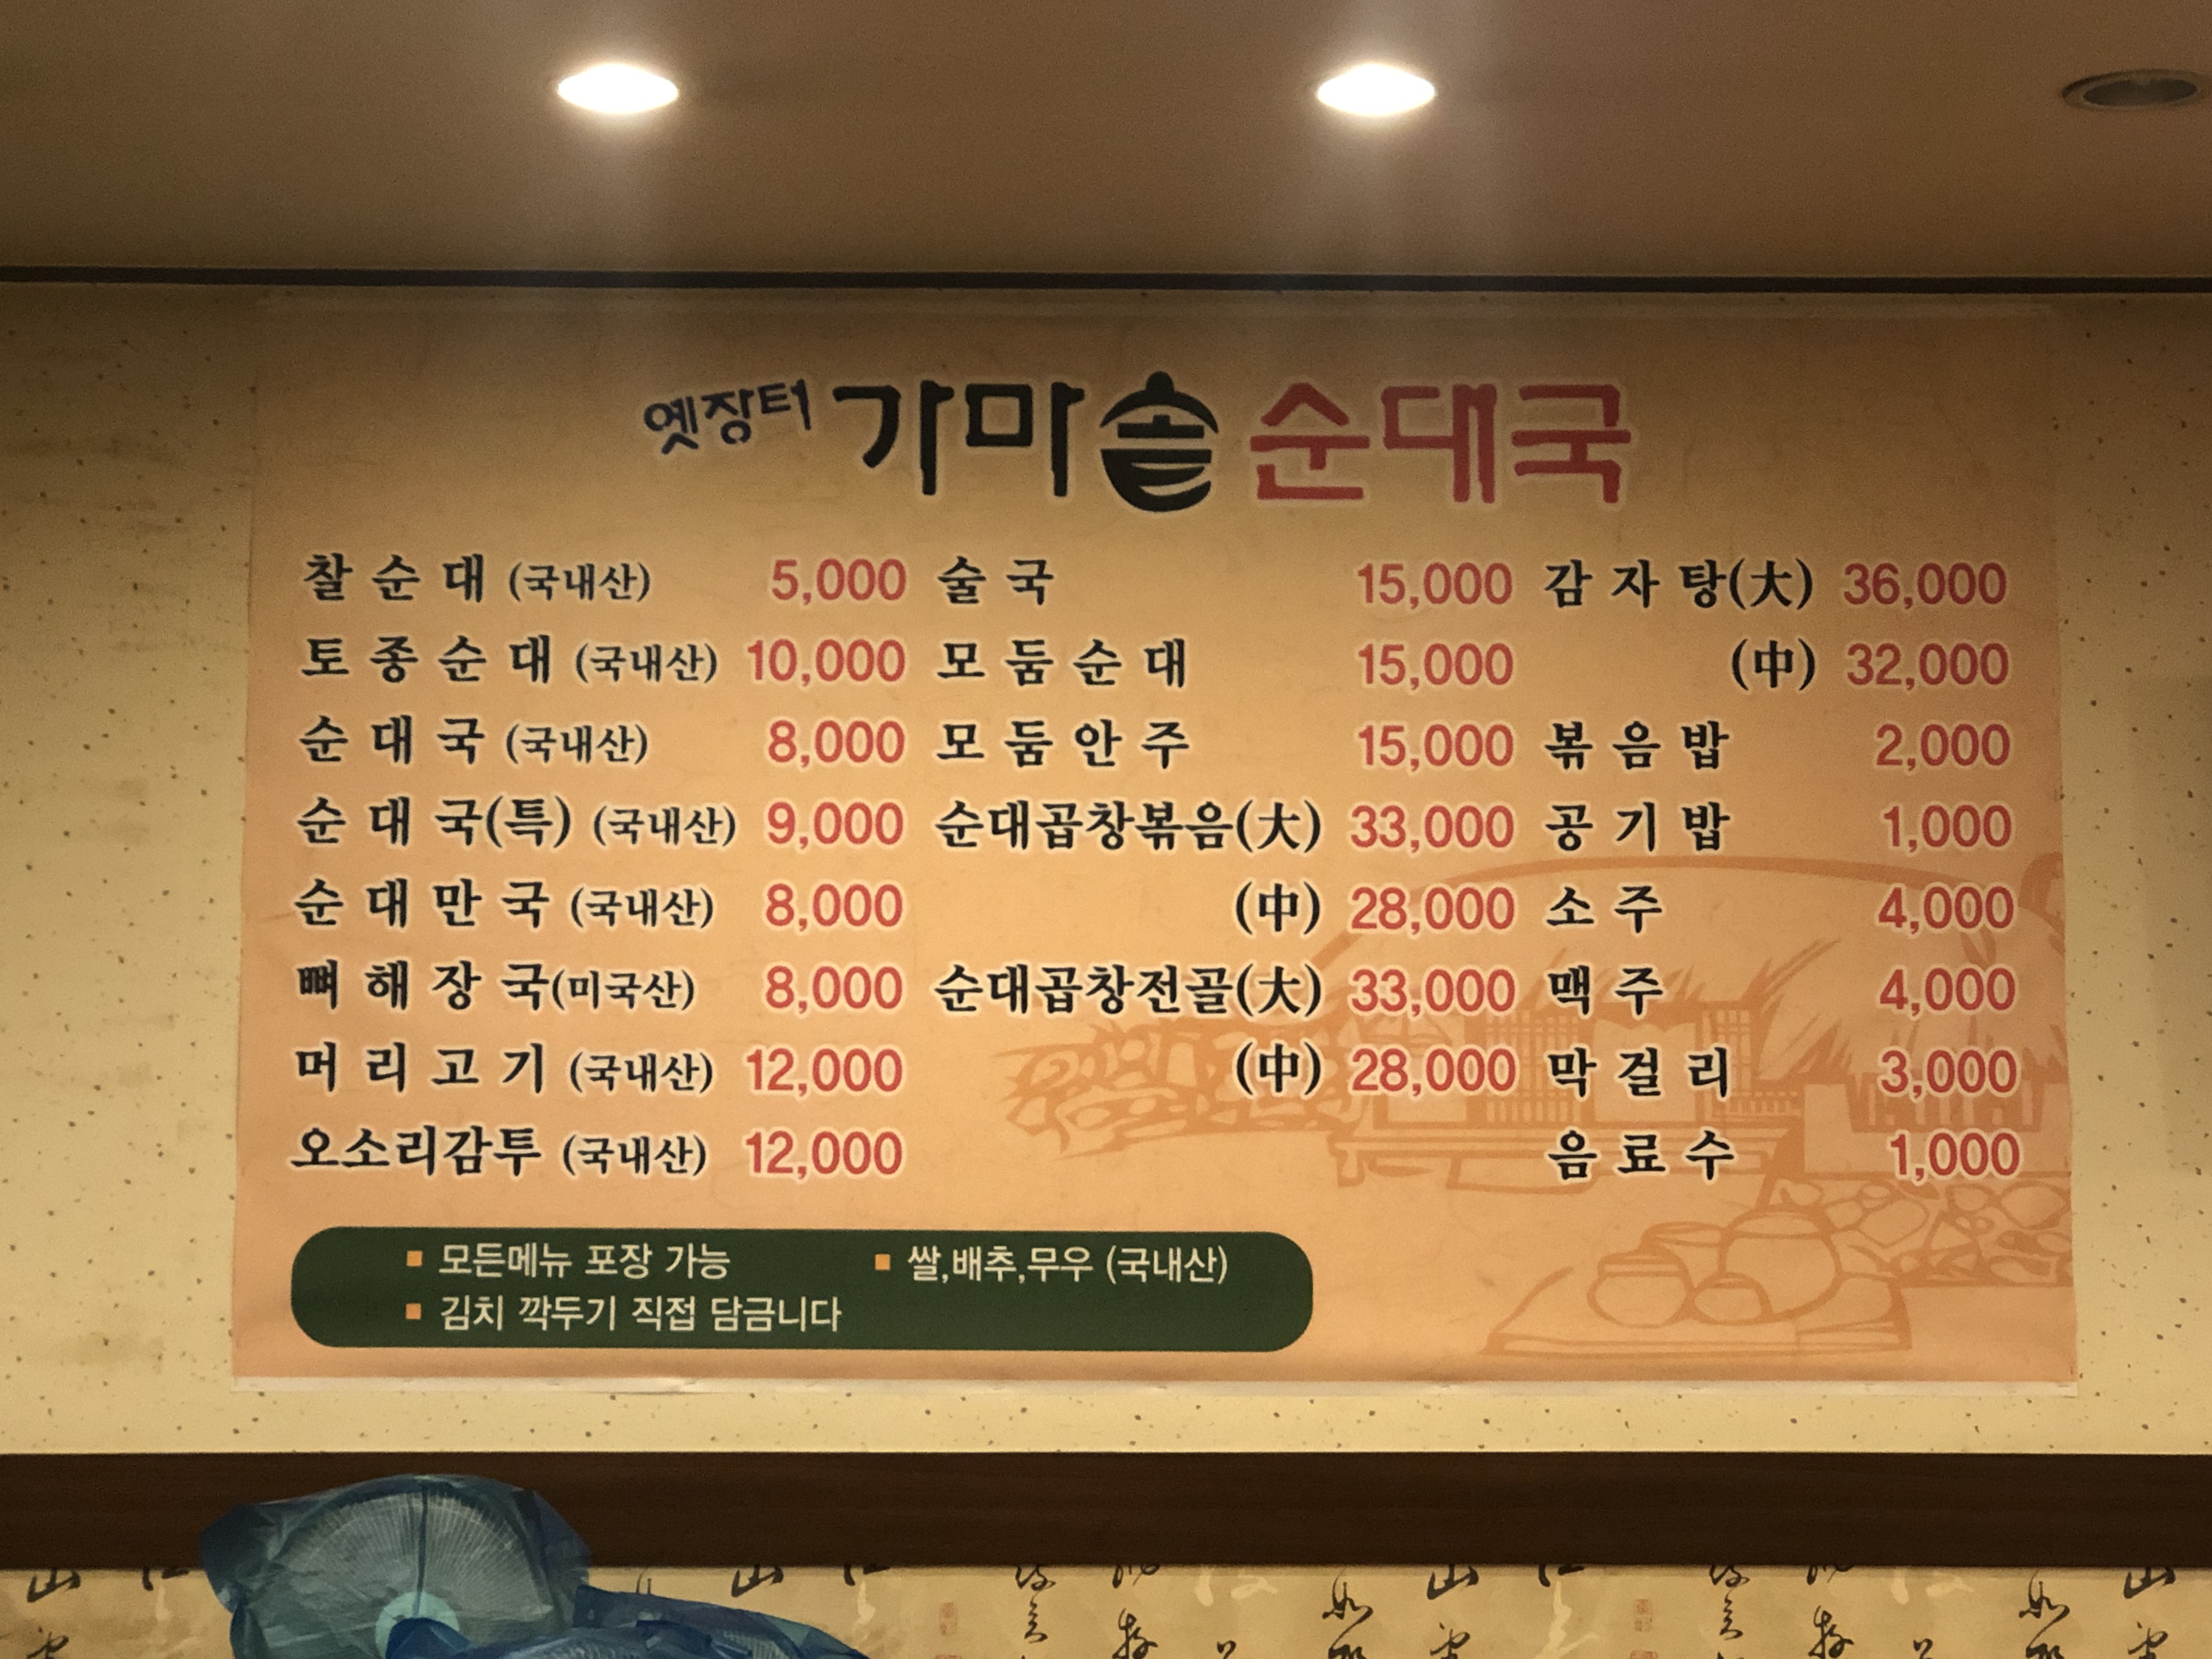 옛장터 가마솥 순대국
찰순대 (국내산) 5,000
토종순대 (국내산) 10,000
순대국 (국내산) 8,000
순대국(특) (국내산) 9,000
순대만국 (국내산) 8,000
뼈해장국(미국산) 8,000
머리고기 (국내산) 12,000
오소리감투 (국내산) 12,000
술국 15,000
모둠순대 15,000
모둠안주 15,000
순대곱창볶음(大) 33,000
(中) 28,000
순대곱창전골(大) 33,000
(中) 28,000
감자탕(大) 36,000
(中) 32,000
볶음밥 2,000
공기밥 1,000
소주 4,000
맥주 4,000
막걸리 3,000
음료수 1,000
모든메뉴 포장 가능
쌀,배추,무우 (국내산)
김치 깍두기 직접 담금니다